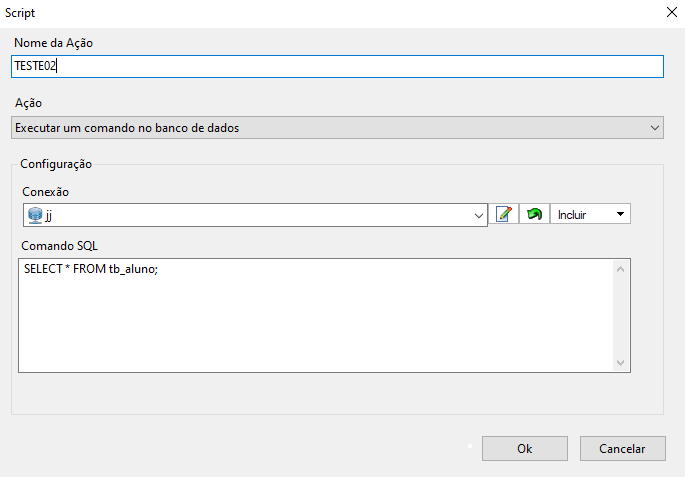 Script
Nome da Ação
TESTE02
Ação
Executar um comando no banco de dados
Configuração
Conexão
jj
Incluir
Comando SQL
SELECT * FROM tb_aluno;
Ok
Cancelar